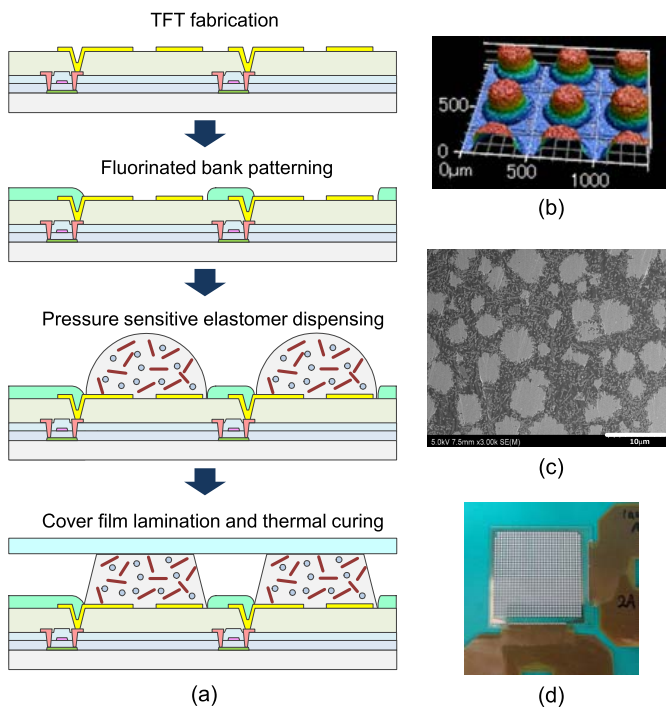 TFT fabrication
Fluorinated bank patterning
Pressure sensitive elastomer dispensing
Cover film lamination and thermal curing
(a)
500
0
0μm
500
1000
(b)
5.0kV 7.5mm x3.00k SE(M)
10μm
(c)
2A
(d)